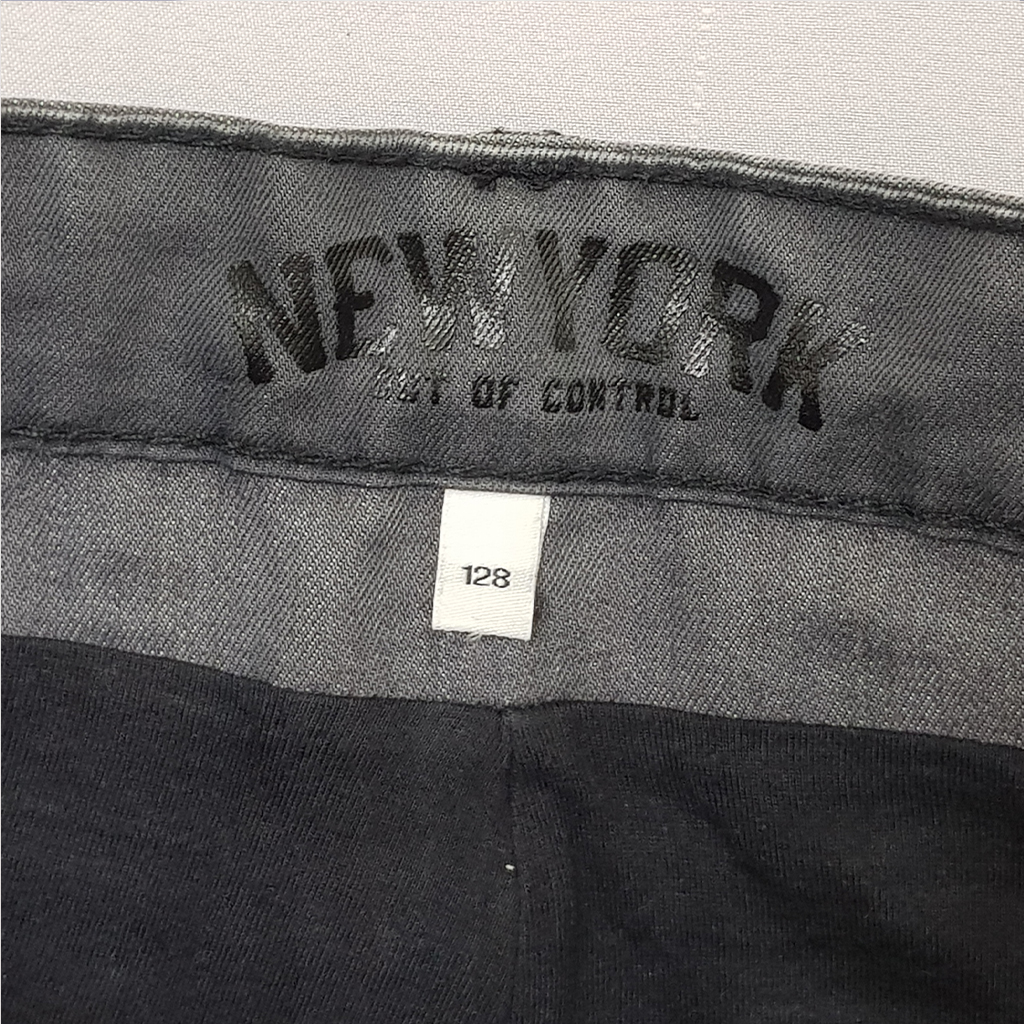 NEW YORK
OUT OF CONTROL
128